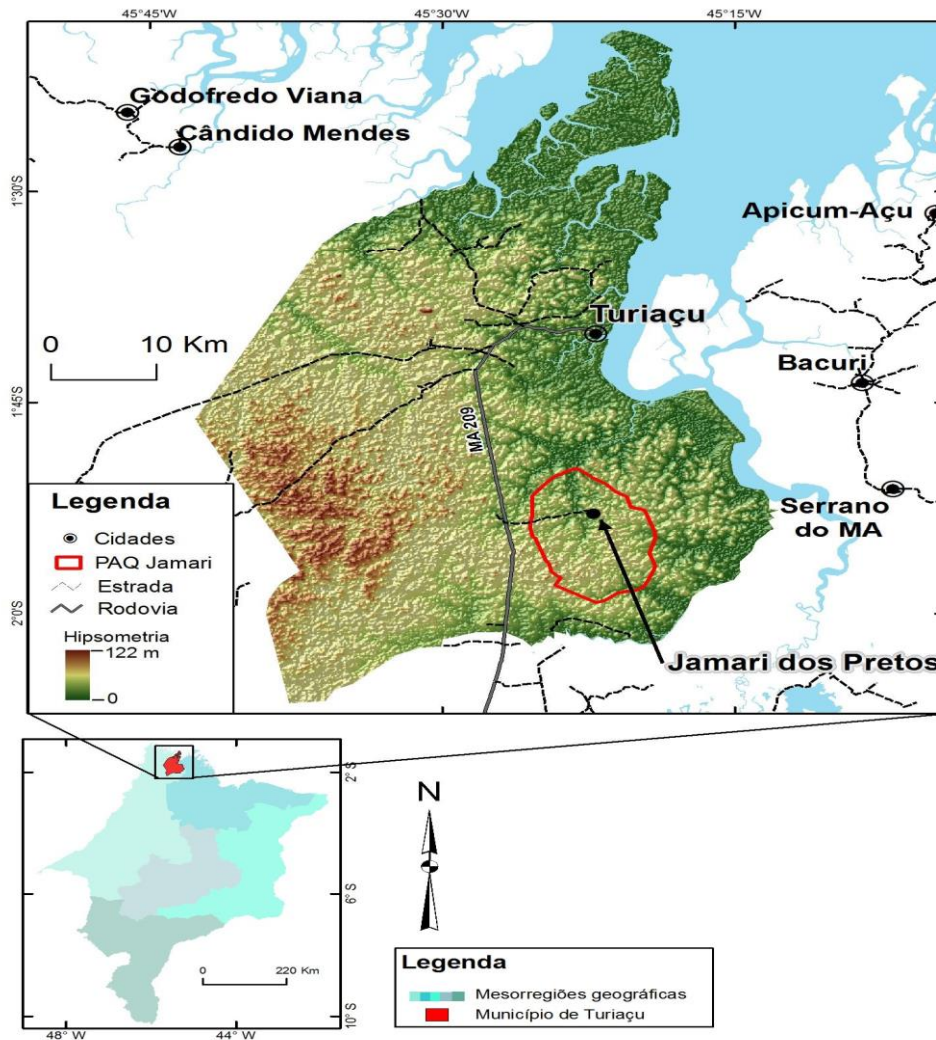 45°45'W
45°30'W
45°15'W
Godofredo Viana
Cândido Mendes
1°30'S
Apicum-Açu
Turiaçu
0 10 Km
Bacuri
1°45'S
MA 209
Legenda
Cidades
PAQ Jamari
Estrada
Rodovia
Hipsometria
122 m
0
Serrano
do MA
2°0'S
Jamari dos Pretos
2° S
6° S
10° S
0 220 Km
48° W
44° W
N
Legenda
Mesorregiões geográficas
Município de Turiaçu